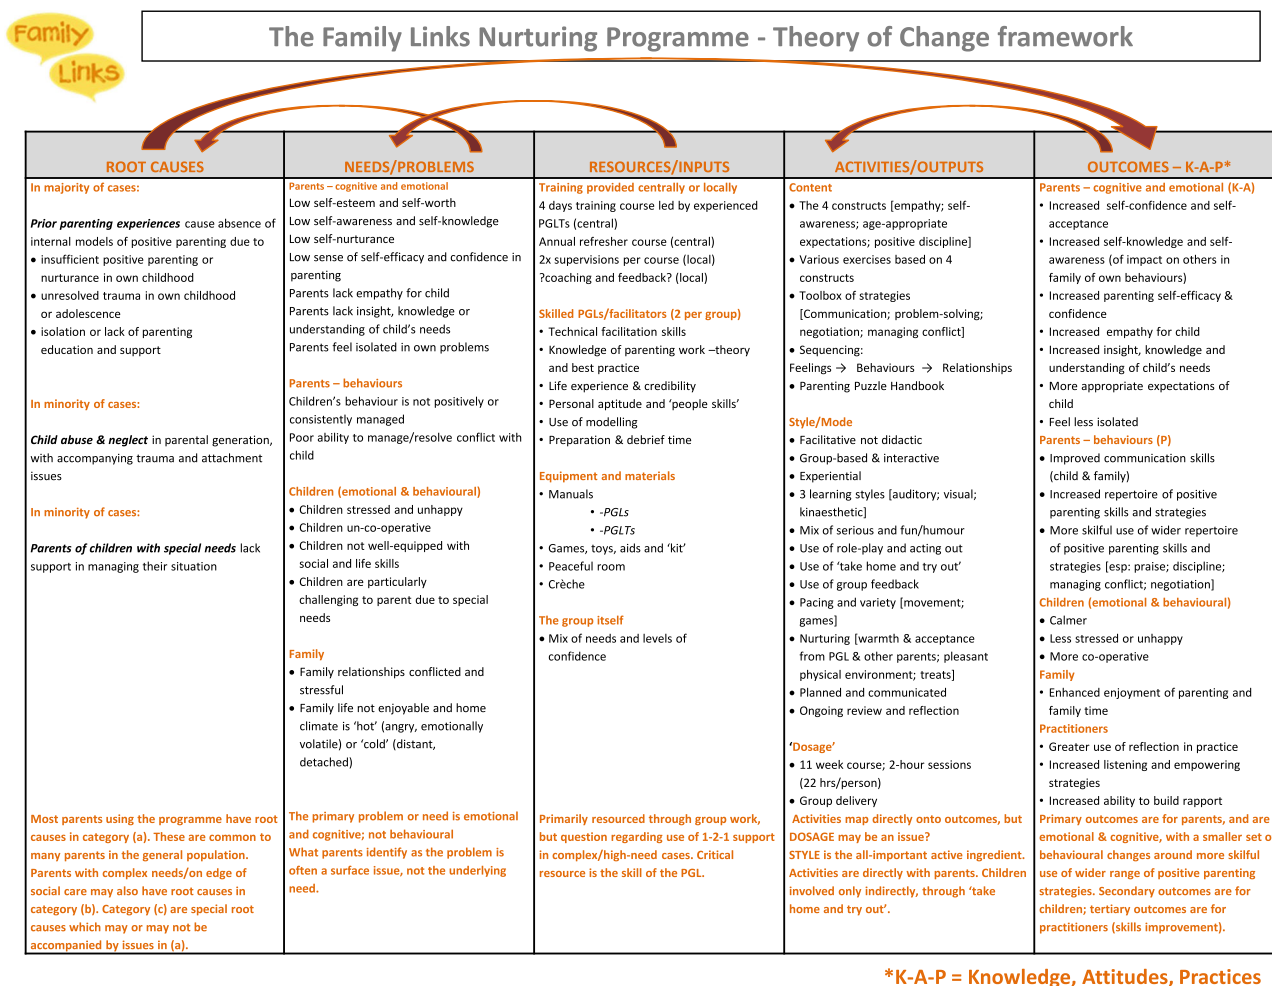 Family
Links
The Family Links Nurturing Programme - Theory of Change framework
ROOT CAUSES
In majority of cases:
Prior parenting experiences cause absence of
internal models of positive parenting due to
• insufficient positive parenting or
nurturance in own childhood
• unresolved trauma in own childhood
or adolescence
• isolation or lack of parenting
education and support
In minority of cases:
Child abuse & neglect in parental generation,
with accompanying trauma and attachment
issues
In minority of cases:
Parents of children with special needs lack
support in managing their situation
Most parents using the programme have root
causes in category (a). These are common to
many parents in the general population.
Parents with complex needs/on edge of
social care may also have root causes in
category (b). Category (c) are special root
causes which may or may not be
accompanied by issues in (a).
NEEDS/PROBLEMS
Parents – cognitive and emotional
Low self-esteem and self-worth
Low self-awareness and self-knowledge
Low self-nurturance
Low sense of self-efficacy and confidence in
parenting
Parents lack empathy for child
Parents lack insight, knowledge or
understanding of child's needs
Parents feel isolated in own problems
Parents – behaviours
Children's behaviour is not positively or
consistently managed
Poor ability to manage/resolve conflict with
child
Children (emotional & behavioural)
• Children stressed and unhappy
• Children un-co-operative
• Children not well-equipped with
social and life skills
• Children are particularly
challenging to parent due to special
needs
Family
• Family relationships conflicted and
stressful
• Family life not enjoyable and home
climate is 'hot' (angry, emotionally
volatile) or 'cold' (distant,
detached)
The primary problem or need is emotional
and cognitive; not behavioural
What parents identify as the problem is
often a surface issue, not the underlying
need.
RESOURCES/INPUTS
Training provided centrally or locally
4 days training course led by experienced
PGLTs (central)
Annual refresher course (central)
2x supervisions per course (local)
?coaching and feedback? (local)
Skilled PGLs/facilitators (2 per group)
• Technical facilitation skills
• Knowledge of parenting work –theory
and best practice
• Life experience & credibility
• Personal aptitude and 'people skills'
• Use of modelling
• Preparation & debrief time
Equipment and materials
• Manuals
• -PGLs
• -PGLTs
• Games, toys, aids and 'kit'
• Peaceful room
• Crèche
The group itself
• Mix of needs and levels of
confidence
Primarily resourced through group work,
but question regarding use of 1-2-1 support
in complex/high-need cases. Critical
resource is the skill of the PGL.
ACTIVITIES/OUTPUTS
Content
• The 4 constructs [empathy; self-
awareness; age-appropriate
expectations; positive discipline]
• Various exercises based on 4
constructs
• Toolbox of strategies
[Communication; problem-solving;
negotiation; managing conflict]
• Sequencing:
Feelings → Behaviours → Relationships
• Parenting Puzzle Handbook
Style/Mode
• Facilitative not didactic
• Group-based & interactive
• Experiential
• 3 learning styles [auditory; visual;
kinaesthetic]
• Mix of serious and fun/humour
• Use of role-play and acting out
• Use of 'take home and try out'
• Use of group feedback
• Pacing and variety [movement;
games]
• Nurturing [warmth & acceptance
from PGL & other parents; pleasant
physical environment; treats]
• Planned and communicated
• Ongoing review and reflection
'Dosage'
• 11 week course; 2-hour sessions
(22 hrs/person)
• Group delivery
Activities map directly onto outcomes, but
DOSAGE may be an issue?
STYLE is the all-important active ingredient.
Activities are directly with parents. Children
involved only indirectly, through 'take
home and try out'.
OUTCOMES – K-A-P*
Parents – cognitive and emotional (K-A)
• Increased self-confidence and self-
acceptance
• Increased self-knowledge and self-
awareness (of impact on others in
family of own behaviours)
• Increased parenting self-efficacy &
confidence
• Increased empathy for child
• Increased insight, knowledge and
understanding of child's needs
• More appropriate expectations of
child
• Feel less isolated
Parents – behaviours (P)
• Improved communication skills
(child & family)
• Increased repertoire of positive
parenting skills and strategies
• More skilful use of wider repertoire
of positive parenting skills and
strategies [esp: praise; discipline;
managing conflict; negotiation]
Children (emotional & behavioural)
• Calmer
• Less stressed or unhappy
• More co-operative
Family
• Enhanced enjoyment of parenting and
family time
Practitioners
• Greater use of reflection in practice
• Increased listening and empowering
strategies
• Increased ability to build rapport
Primary outcomes are for parents, and are
emotional & cognitive, with a smaller set o
behavioural changes around more skilful
use of wider range of positive parenting
strategies. Secondary outcomes are for
children; tertiary outcomes are for
practitioners (skills improvement).
*K-A-P = Knowledge, Attitudes, Practices